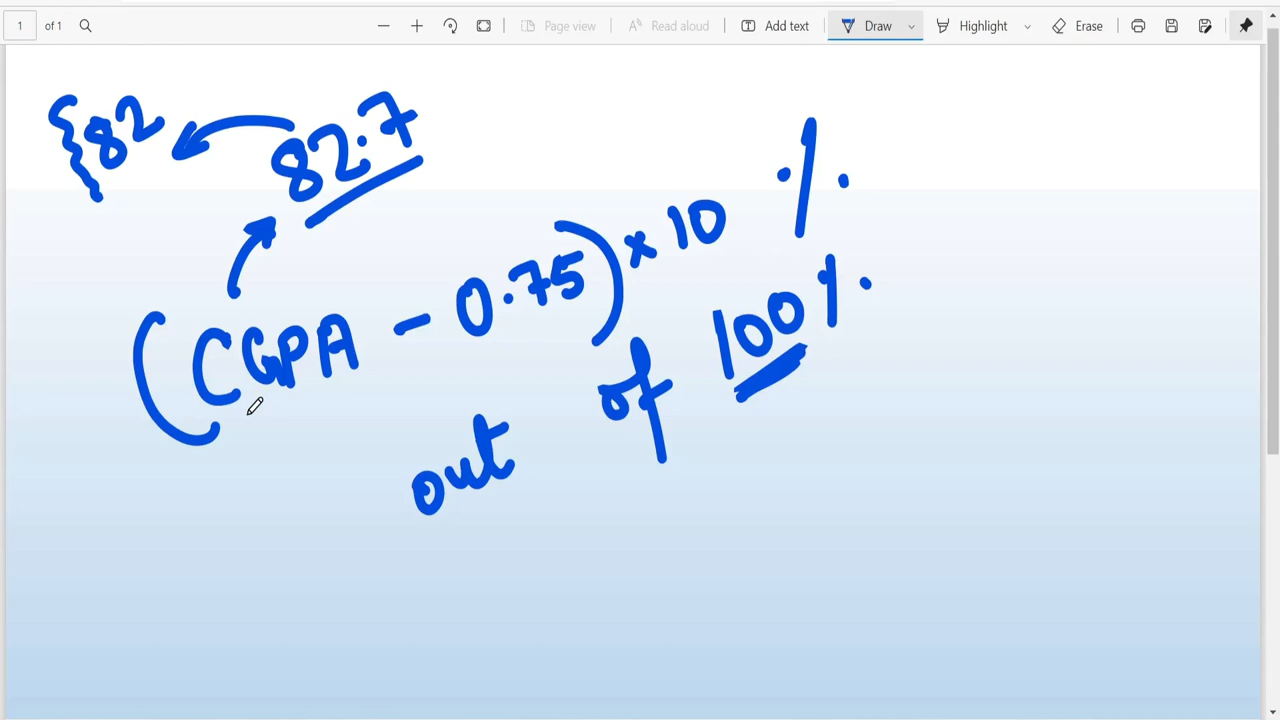 1 of 1 Page view Read aloud Add text Draw Highlight Erase
{82 82.7
(CGPA - 0.75) × 10 %
out of 100%